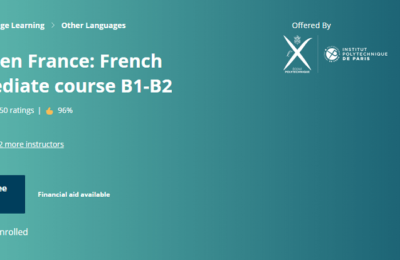 ge Learning > Other Languages
Offered By
en France: French
ediate course B1-B2
INSTITUT
POLYTECHNIQUE
DE PARIS
50 ratings | 96%
2 more instructors
ee
Financial aid available
nrolled